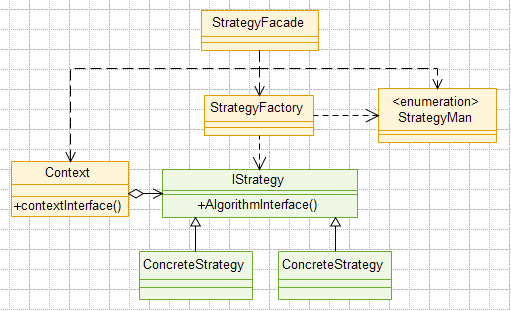 StrategyFacade
StrategyFactory
<enumeration>
StrategyMan
Context
+contextInterface()
IStrategy
+AlgorithmInterface()
ConcreteStrategy
ConcreteStrategy